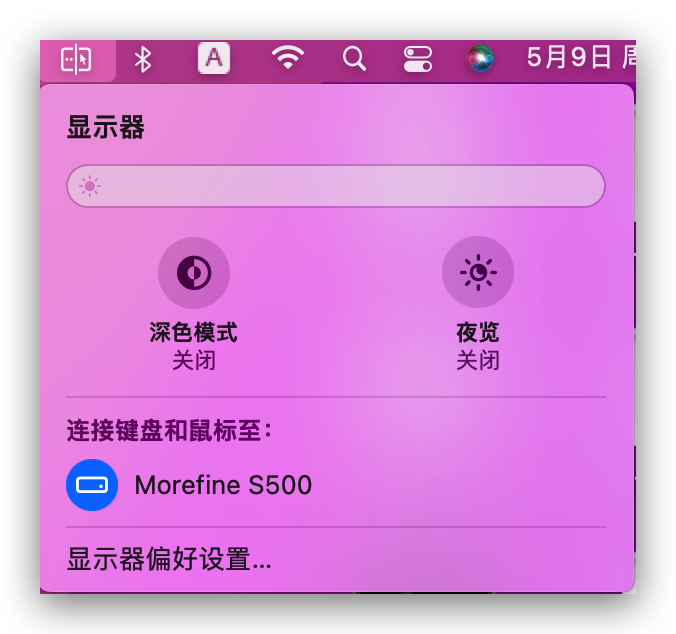 A
5月9日 周
显示器
深色模式
关闭
夜览
关闭
连接键盘和鼠标至：
Morefine S500
显示器偏好设置...